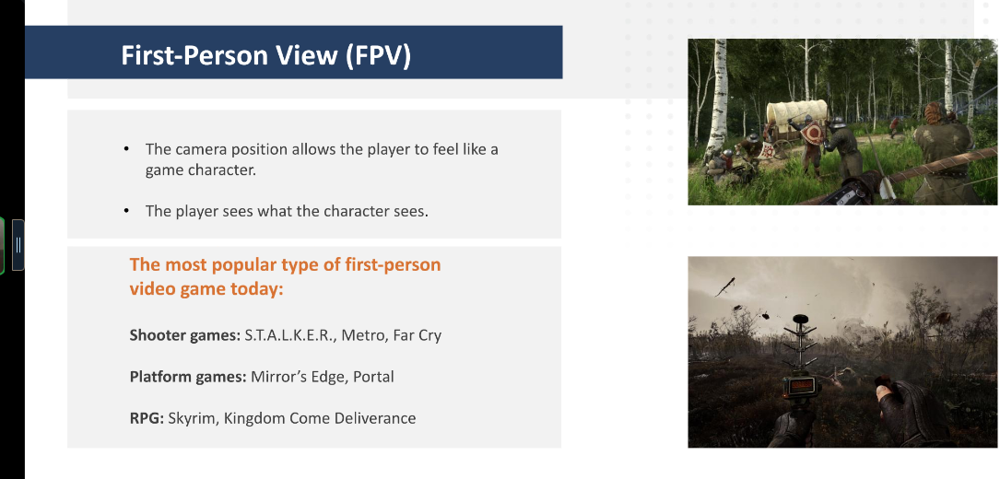 First-Person View (FPV)
• The camera position allows the player to feel like a
game character.
• The player sees what the character sees.
The most popular type of first-person
video game today:
Shooter games: S.T.A.L.K.E.R., Metro, Far Cry
Platform games: Mirror’s Edge, Portal
RPG: Skyrim, Kingdom Come Deliverance